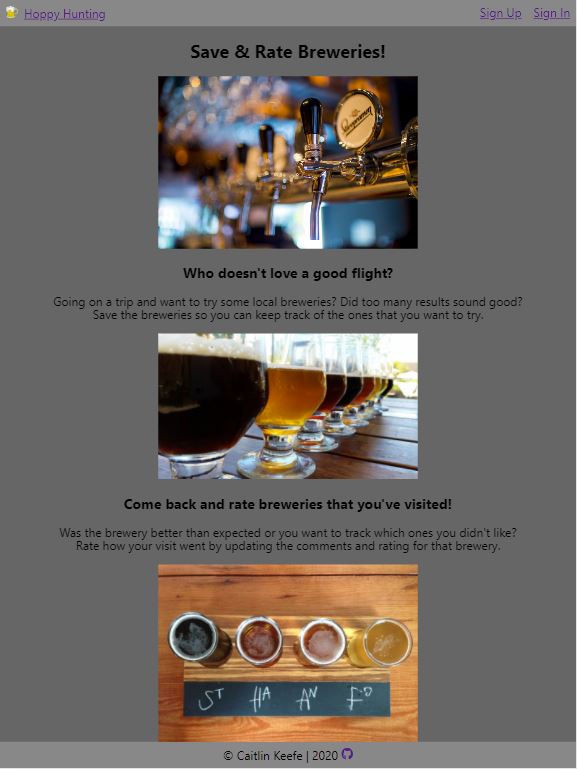 Hoppy Hunting
Sign Up Sign In
Save & Rate Breweries!
Staropramen
Who doesn't love a good flight?
Going on a trip and want to try some local breweries? Did too many results sound good?
Save the breweries so you can keep track of the ones that you want to try.
Come back and rate breweries that you've visited!
Was the brewery better than expected or you want to track which ones you didn't like?
Rate how your visit went by updating the comments and rating for that brewery.
ST HA AN
© Caitlin Keefe | 2020